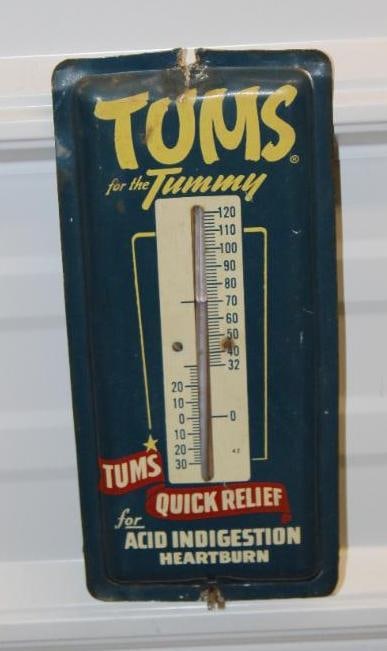 TUMS®
for the Tummy
120
110
100
90
80
70
60
50
40
32
20
10
0 0
10
20 42
30
TUMS
QUICK RELIEF
for
ACID INDIGESTION
HEARTBURN